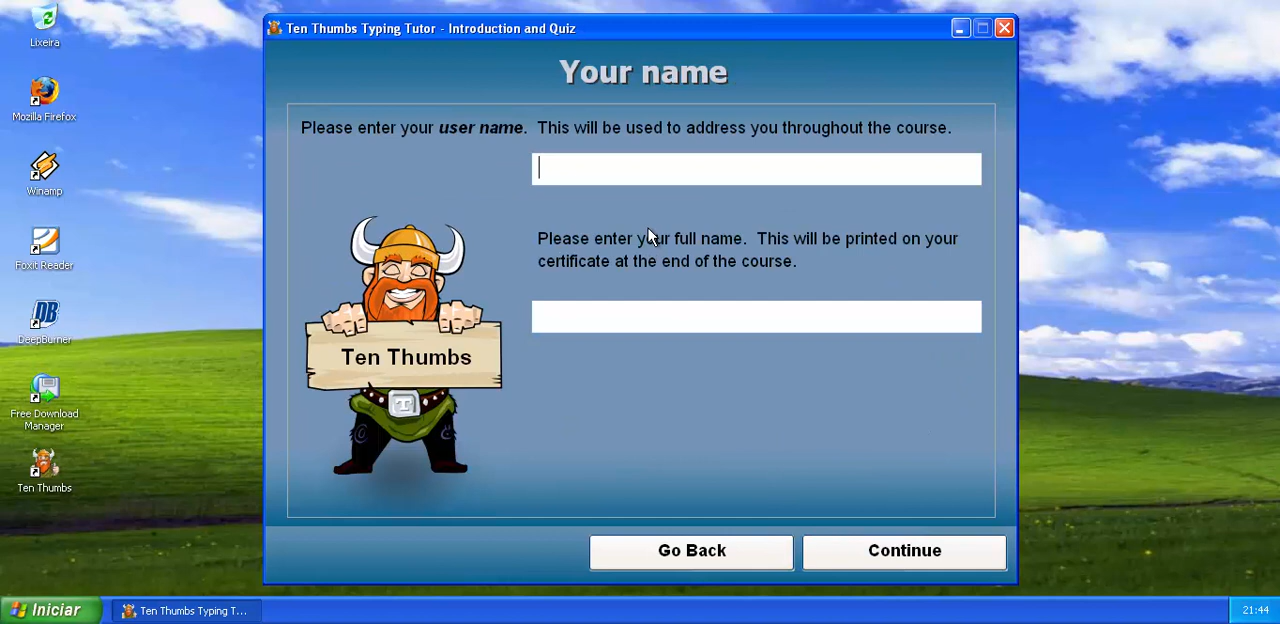 Lixeira
Mozilla Firefox
Winamp
Foxit Reader
DB
DeepBurner
Free Download
Manager
Ten Thumbs
Ten Thumbs Typing Tutor - Introduction and Quiz
Your name
Please enter your user name. This will be used to address you throughout the course.
Please enter your full name. This will be printed on your
certificate at the end of the course.
Ten Thumbs
T
Go Back
Continue
Iniciar
Ten Thumbs Typing T...
21:44